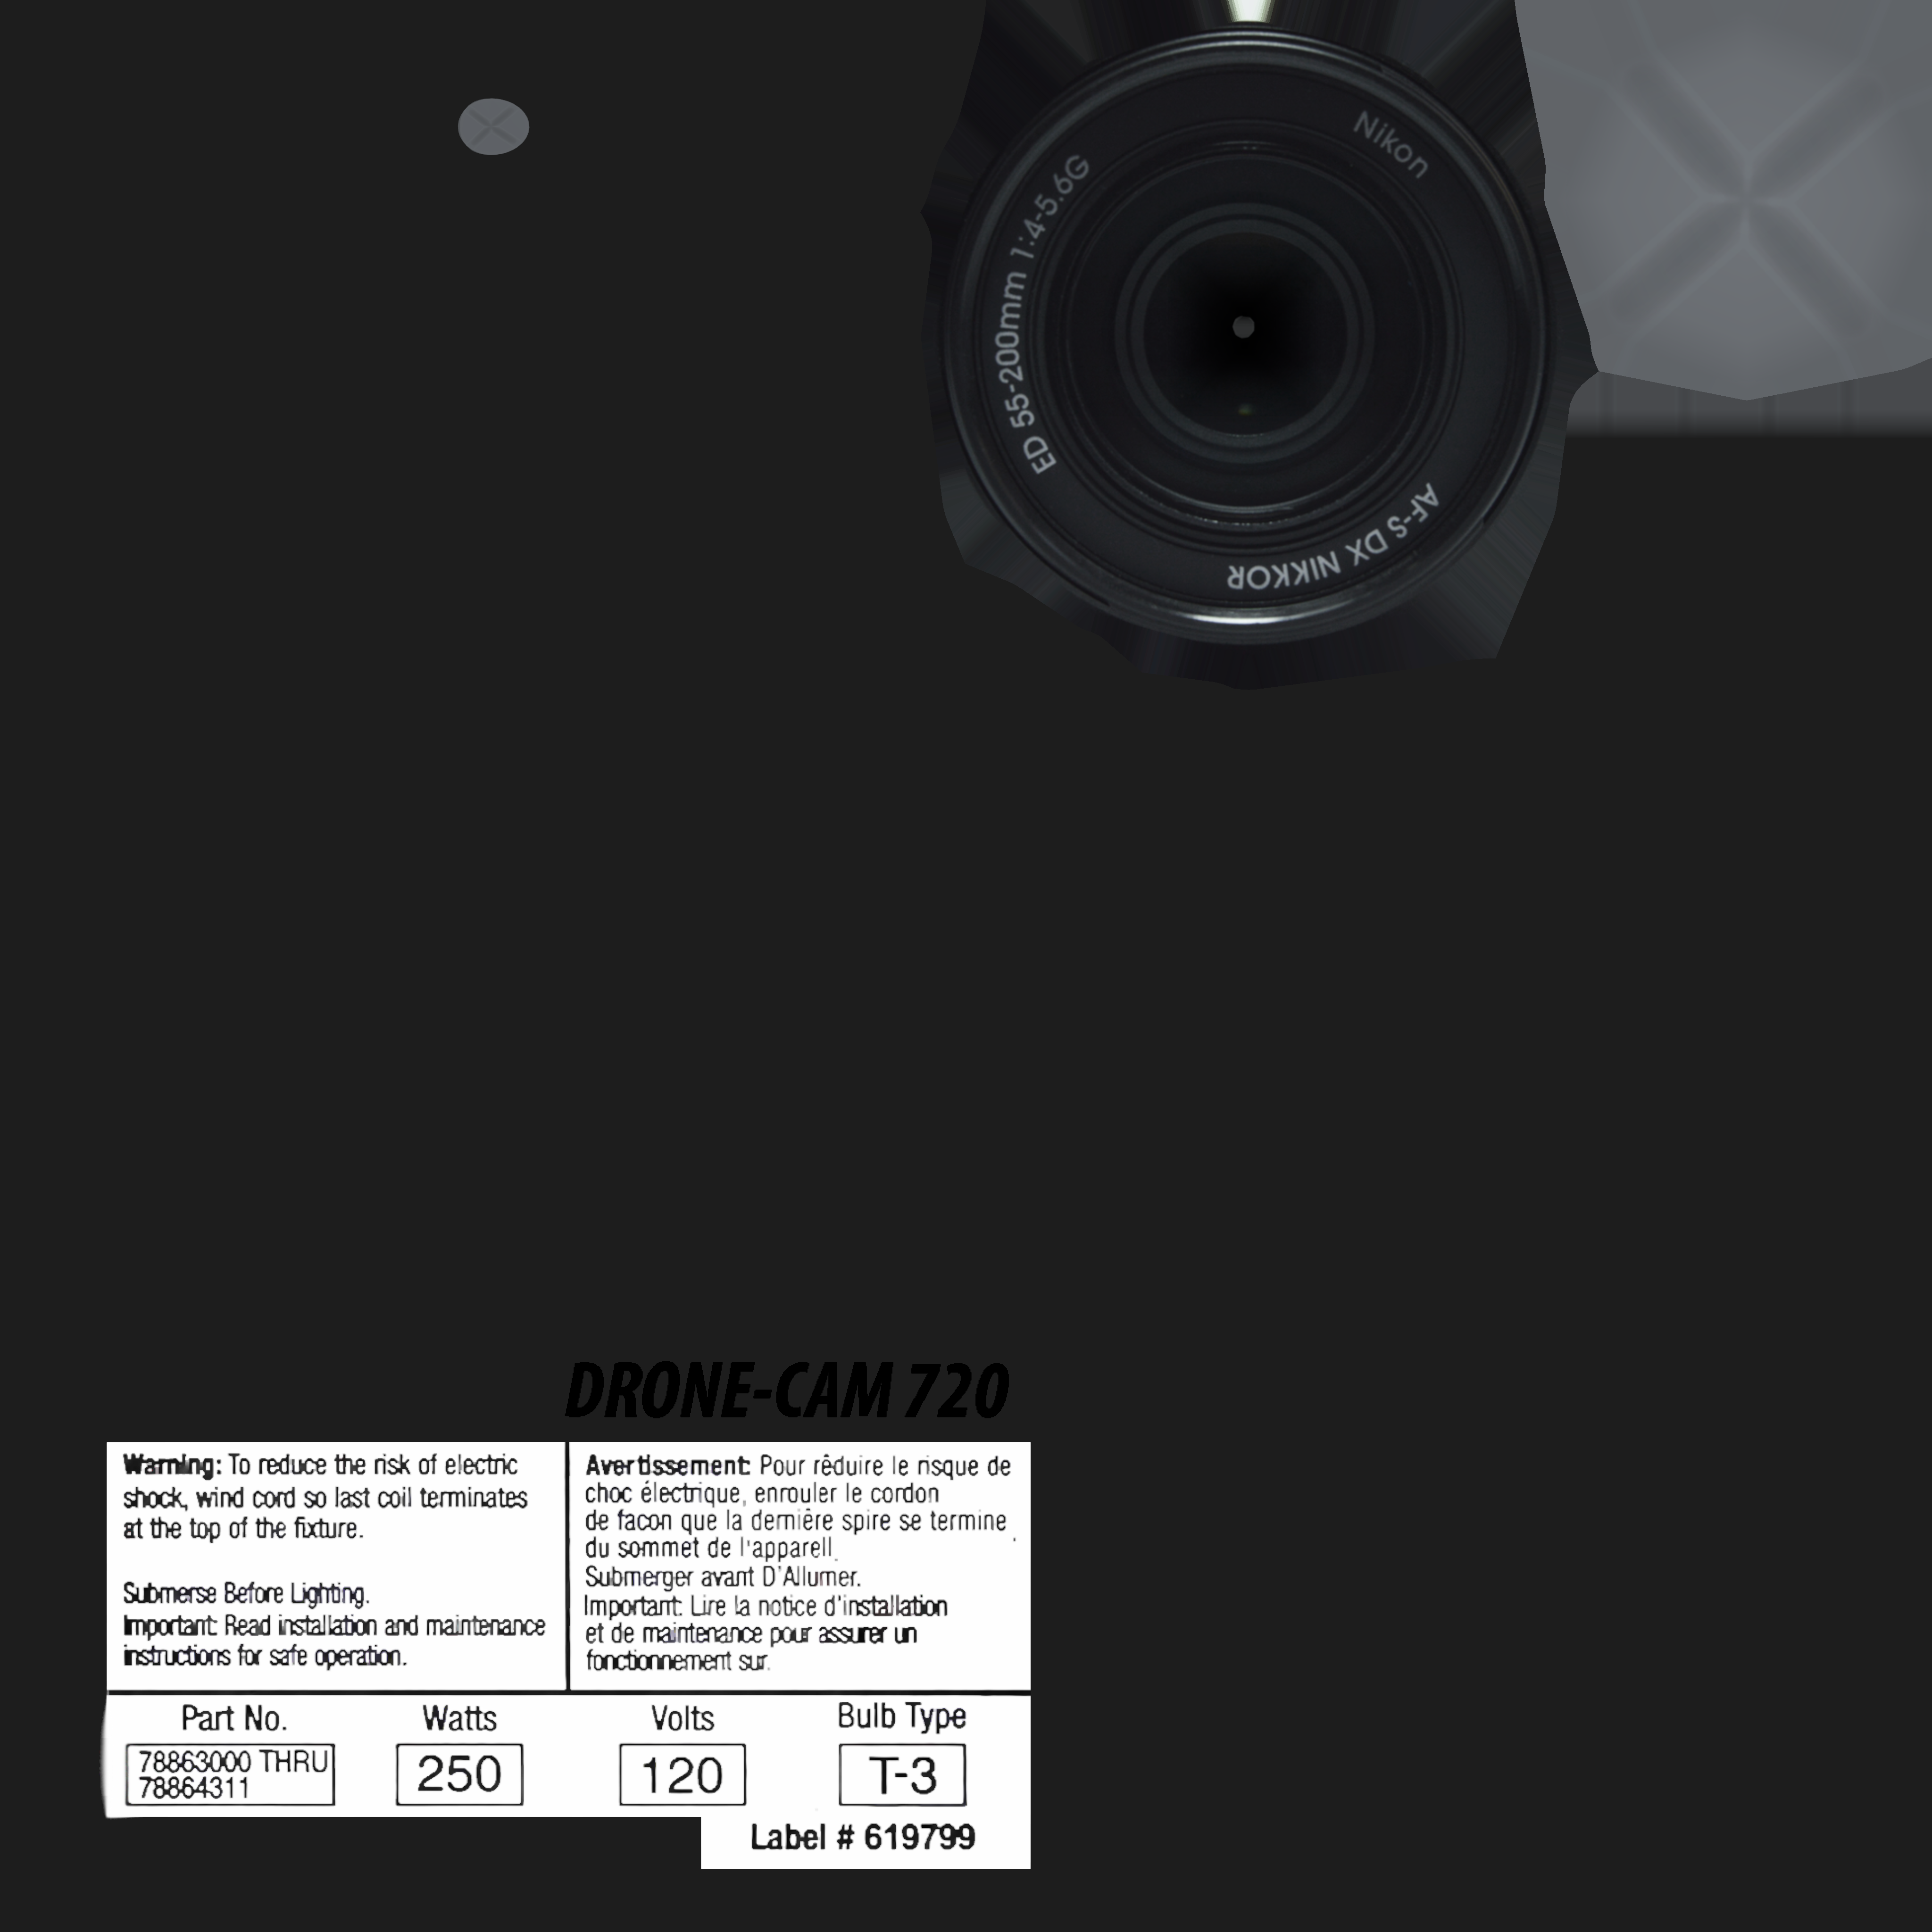 Nikon
ED 55-200mm 1:4-5.6G
AF-S DX NIKKOR
DRONE-CAM 720
Warning: To reduce the risk of electric
shock, wind cord so last coil terminates
at the top of the fixture.
Submerse Before Lighting.
Important: Read installation and maintenance
instructions for safe operation.
Avertissement: Pour rêduire le risque de
choc électrique, enrouler le cordon
de facon que la derniêre spire se termine
du sommet de l'apparell.
Submerger avant D'Allumer.
Important: Lire la notice d'installation
et de maintenance pour assurer un
fonctionnement sur.
Part No.
78863000 THRU
78864311
Watts
250
Volts
120
Bulb Type
T-3
Label # 619799